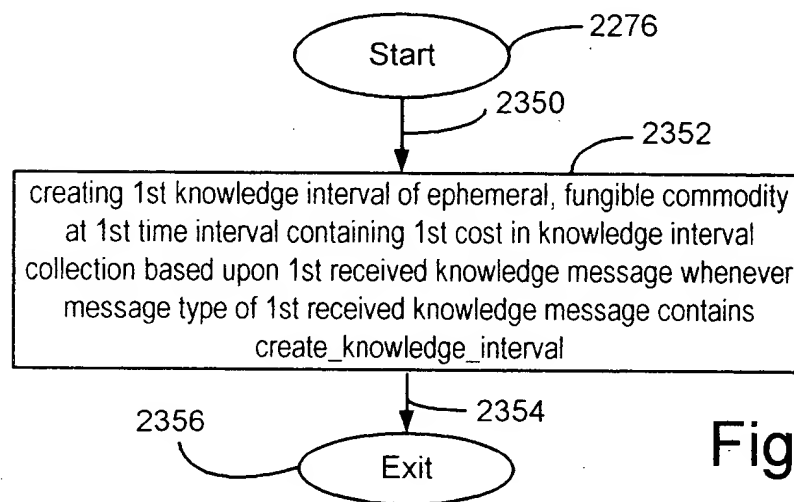 2276
Start
2350
2352
creating 1st knowledge interval of ephemeral, fungible commodity
at 1st time interval containing 1st cost in knowledge interval
collection based upon 1st received knowledge message whenever
message type of 1st received knowledge message contains
create_knowledge_interval
2354
2356
Exit
Fig